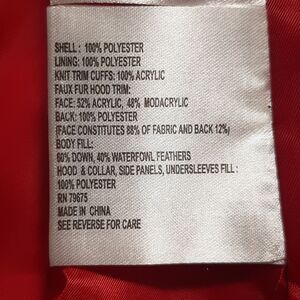 SHELL: 100% POLYESTER
LINING: 100% POLYESTER
KNIT TRIM CUFFS: 100% ACRYLIC
FAUX FUR HOOD TRIM:
FACE: 52% ACRYLIC, 48% MODACRYLIC
BACK: 100% POLYESTER
(FACE CONSTITUTES 88% OF FABRIC AND BACK 12%)
BODY FILL:
60% DOWN, 40% WATERFOWL FEATHERS
HOOD & COLLAR, SIDE PANELS, UNDERSLEEVES FILL:
100% POLYESTER
RN 79675
MADE IN CHINA
SEE REVERSE FOR CARE